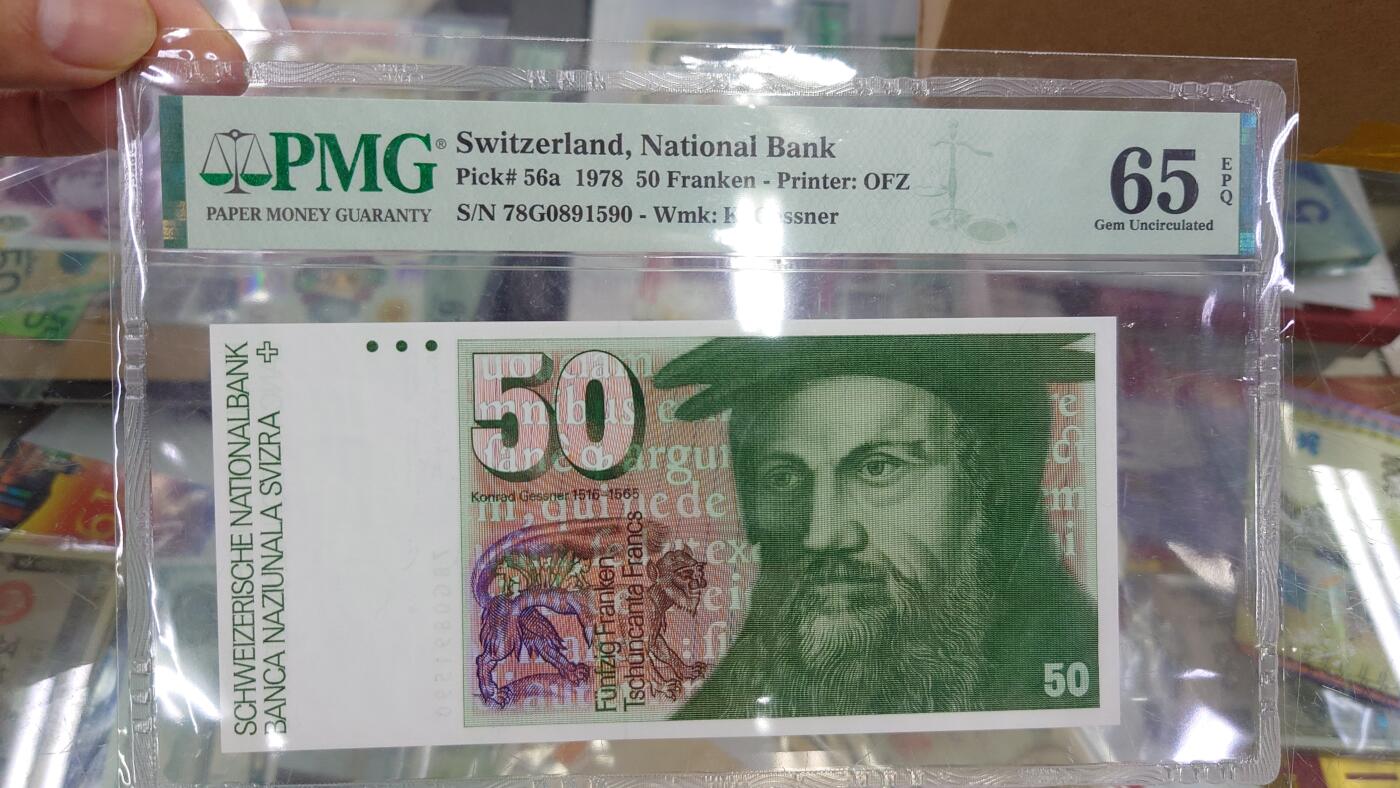 PMG®
PAPER MONEY GUARANTY
Switzerland, National Bank
Pick# 56a 1978 50 Franken - Printer: OFZ
S/N 78G0891590 - Wmk: K. Gessner
65
EPQ
Gem Uncirculated
SCHWEIZERISCHE NATIONALBANK
BANCA NAZIUNALA SVIZRA
50
Konrad Gessner 1516–1565
Fünfzig Franken
Tschuncanta Francs
50